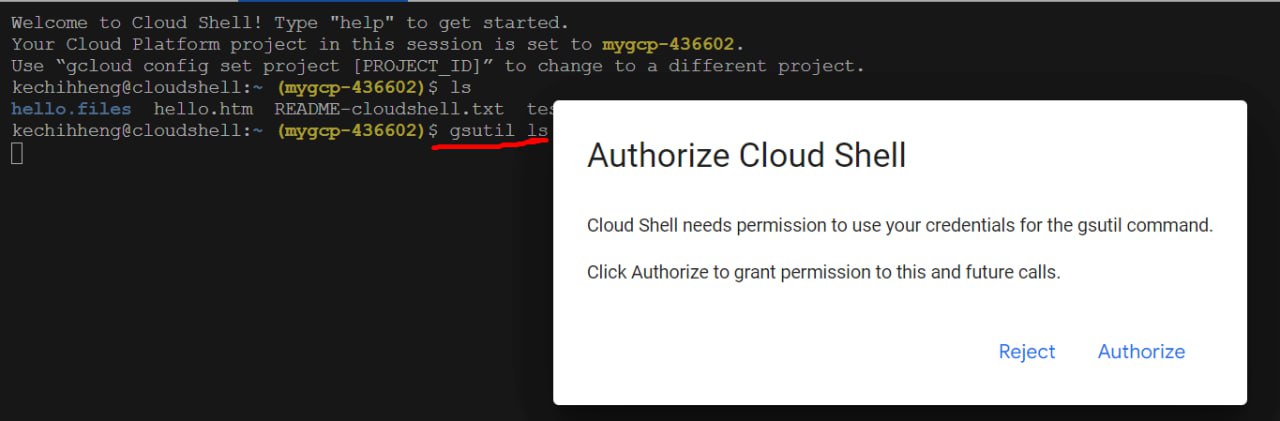 Welcome to Cloud Shell! Type "help" to get started.
Your Cloud Platform project in this session is set to mygcp-436602.
Use “gcloud config set project [PROJECT_ID]” to change to a different project.
kechihheng@cloudshell:~ (mygcp-436602)$ ls
hello.files hello.htm README-cloudshell.txt
kechihheng@cloudshell:~ (mygcp-436602)$ gsutil ls
Authorize Cloud Shell
Cloud Shell needs permission to use your credentials for the gsutil command.
Click Authorize to grant permission to this and future calls.
Reject Authorize